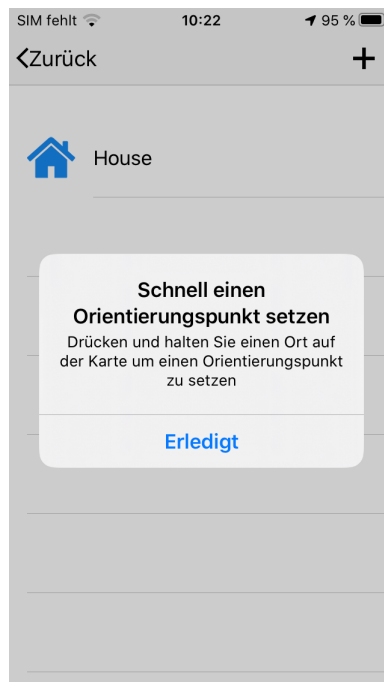 SIM fehlt 10:22 95 %
Zurück +
House
Schnell einen
Orientierungspunkt setzen
Drücken und halten Sie einen Ort auf
der Karte um einen Orientierungspunkt
zu setzen
Erledigt